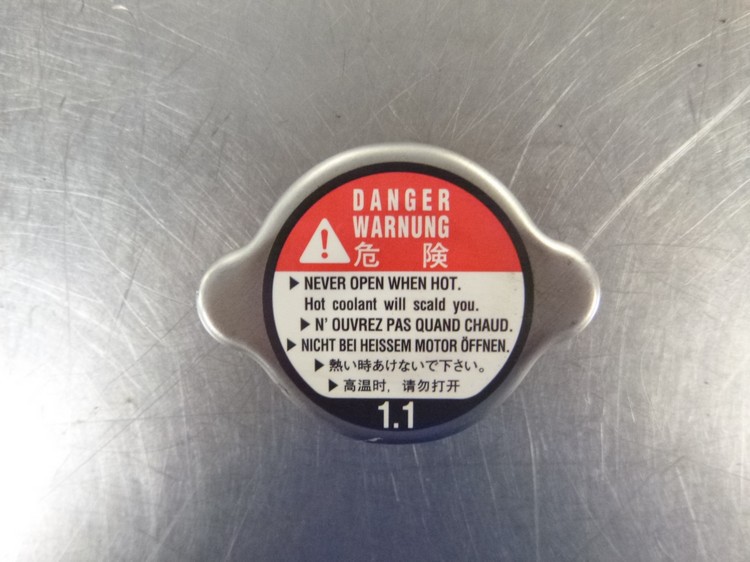 DANGER
WARNUNG
危 険
▶ NEVER OPEN WHEN HOT.
Hot coolant will scald you.
▶ N' OUVREZ PAS QUAND CHAUD.
▶ NICHT BEI HEISSEM MOTOR ÖFFNEN.
▶ 熱い時あけないで下さい。
▶ 高温时，请勿打开
1.1